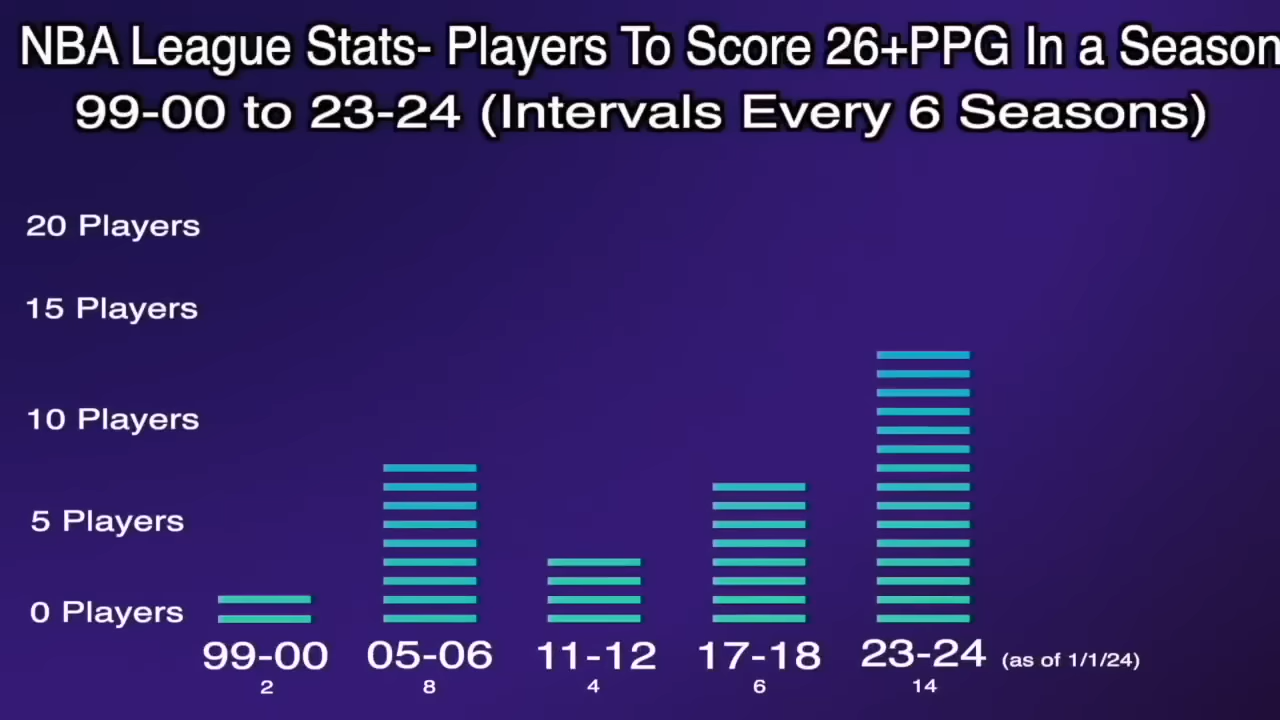 NBA League Stats- Players To Score 26+PPG In a Season
99-00 to 23-24 (Intervals Every 6 Seasons)
20 Players
15 Players
10 Players
5 Players
0 Players
99-00 05-06 11-12 17-18 23-24 (as of 1/1/24)
2 8 4 6 14